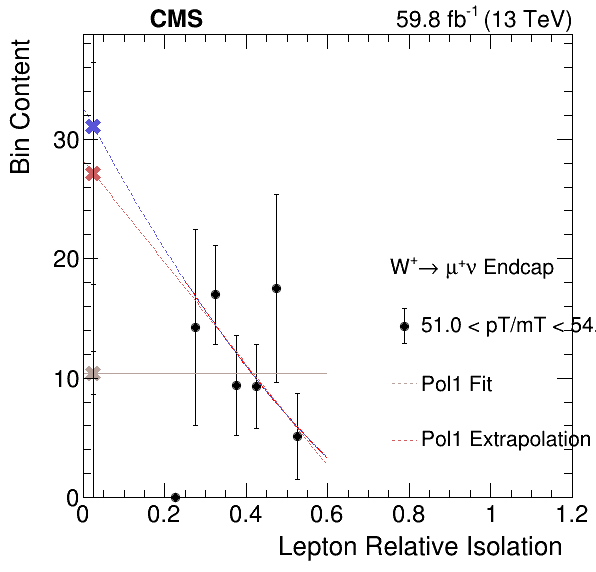 CMS
59.8 fb-1 (13 TeV)
Bin Content
30
20
10
0
W+→ μ+ν Endcap
51.0 < pT/mT < 54.
Pol1 Fit
Pol1 Extrapolation
0 0.2 0.4 0.6 0.8 1 1.2
Lepton Relative Isolation